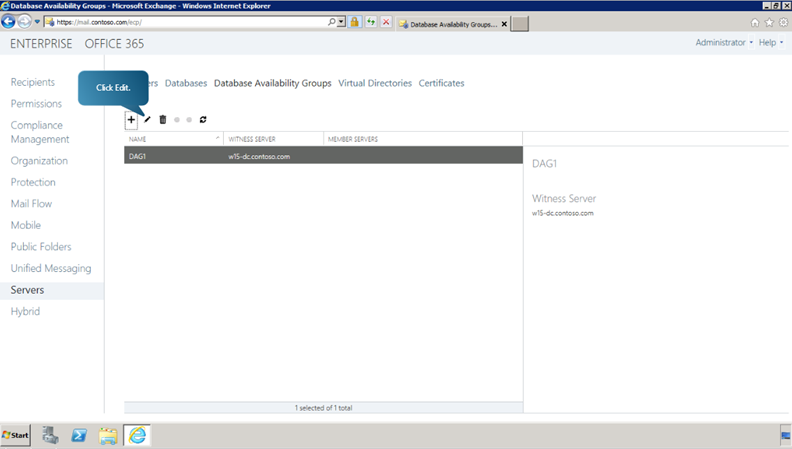 Database Availability Groups - Microsoft Exchange - Windows Internet Explorer
https://mail.contoso.com/ecp/
Database Availability Groups...
ENTERPRISE OFFICE 365
Administrator Help
Recipients
Permissions
Compliance
Management
Organization
Protection
Mail Flow
Mobile
Public Folders
Unified Messaging
Servers
Hybrid
Click Edit.
ers Databases Database Availability Groups Virtual Directories Certificates
NAME WITNESS SERVER MEMBER SERVERS
DAG1 w15-dc.contoso.com
1 selected of 1 total
DAG1
Witness Server
w15-dc.contoso.com
Start